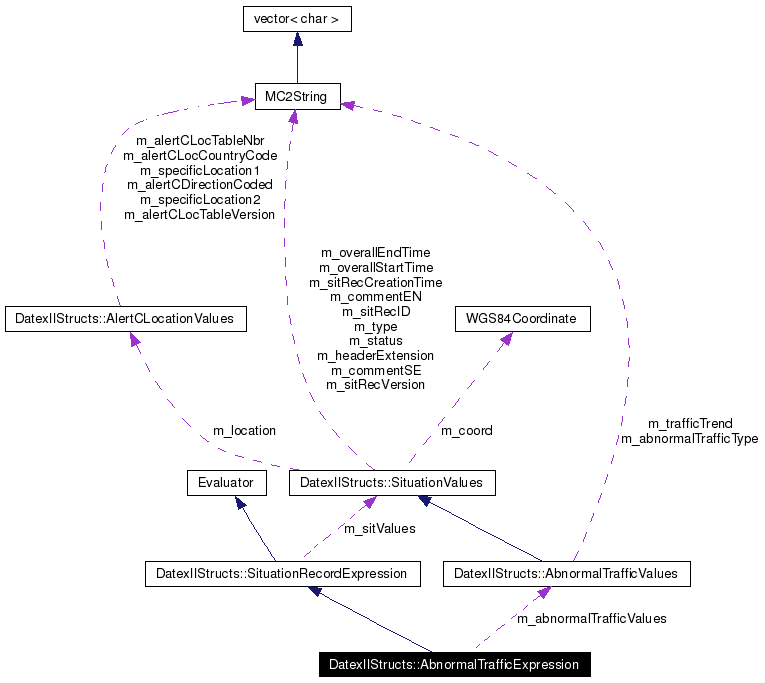 vector< char >
MC2String
m_alertCLocTableNbr
m_alertCLocCountryCode
m_specificLocation1
m_alertCDirectionCoded
m_specificLocation2
m_alertCLocTableVersion
m_overallEndTime
m_overallStartTime
m_sitRecCreationTime
m_commentEN
m_sitRecID
m_type
m_status
m_headerExtension
m_commentSE
m_sitRecVersion
DatexIIStructs::AlertCLocationValues
WGS84Coordinate
m_trafficTrend
m_abnormalTrafficType
m_location
m_coord
Evaluator
DatexIIStructs::SituationValues
m_sitValues
DatexIIStructs::SituationRecordExpression
DatexIIStructs::AbnormalTrafficValues
m_abnormalTrafficValues
DatexIIStructs::AbnormalTrafficExpression